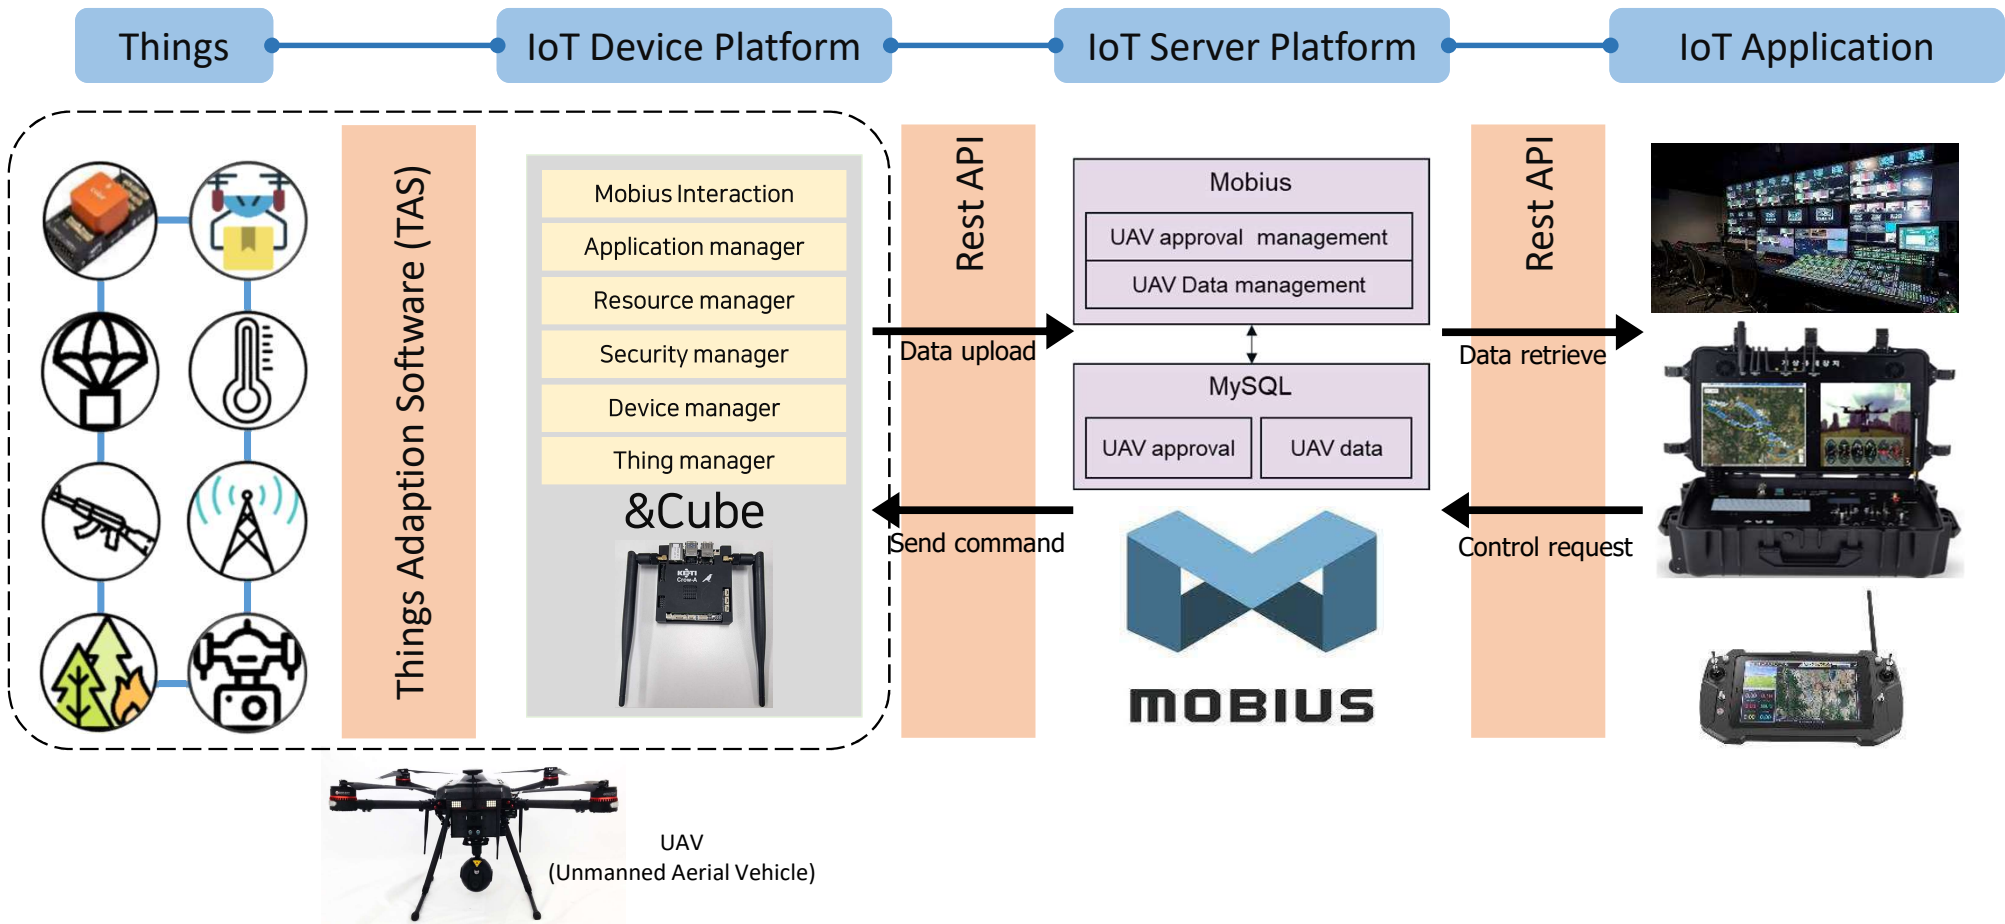 Things
IoT Device Platform
IoT Server Platform
IoT Application
Things Adaption Software (TAS)
Mobius Interaction
Application manager
Resource manager
Security manager
Device manager
Thing manager
&Cube
KETI
Crow-A
Rest API
Data upload
Send command
Mobius
UAV approval management
UAV Data management
MySQL
UAV approval
UAV data
MOBIUS
Rest API
Data retrieve
Control request
UAV
(Unmanned Aerial Vehicle)